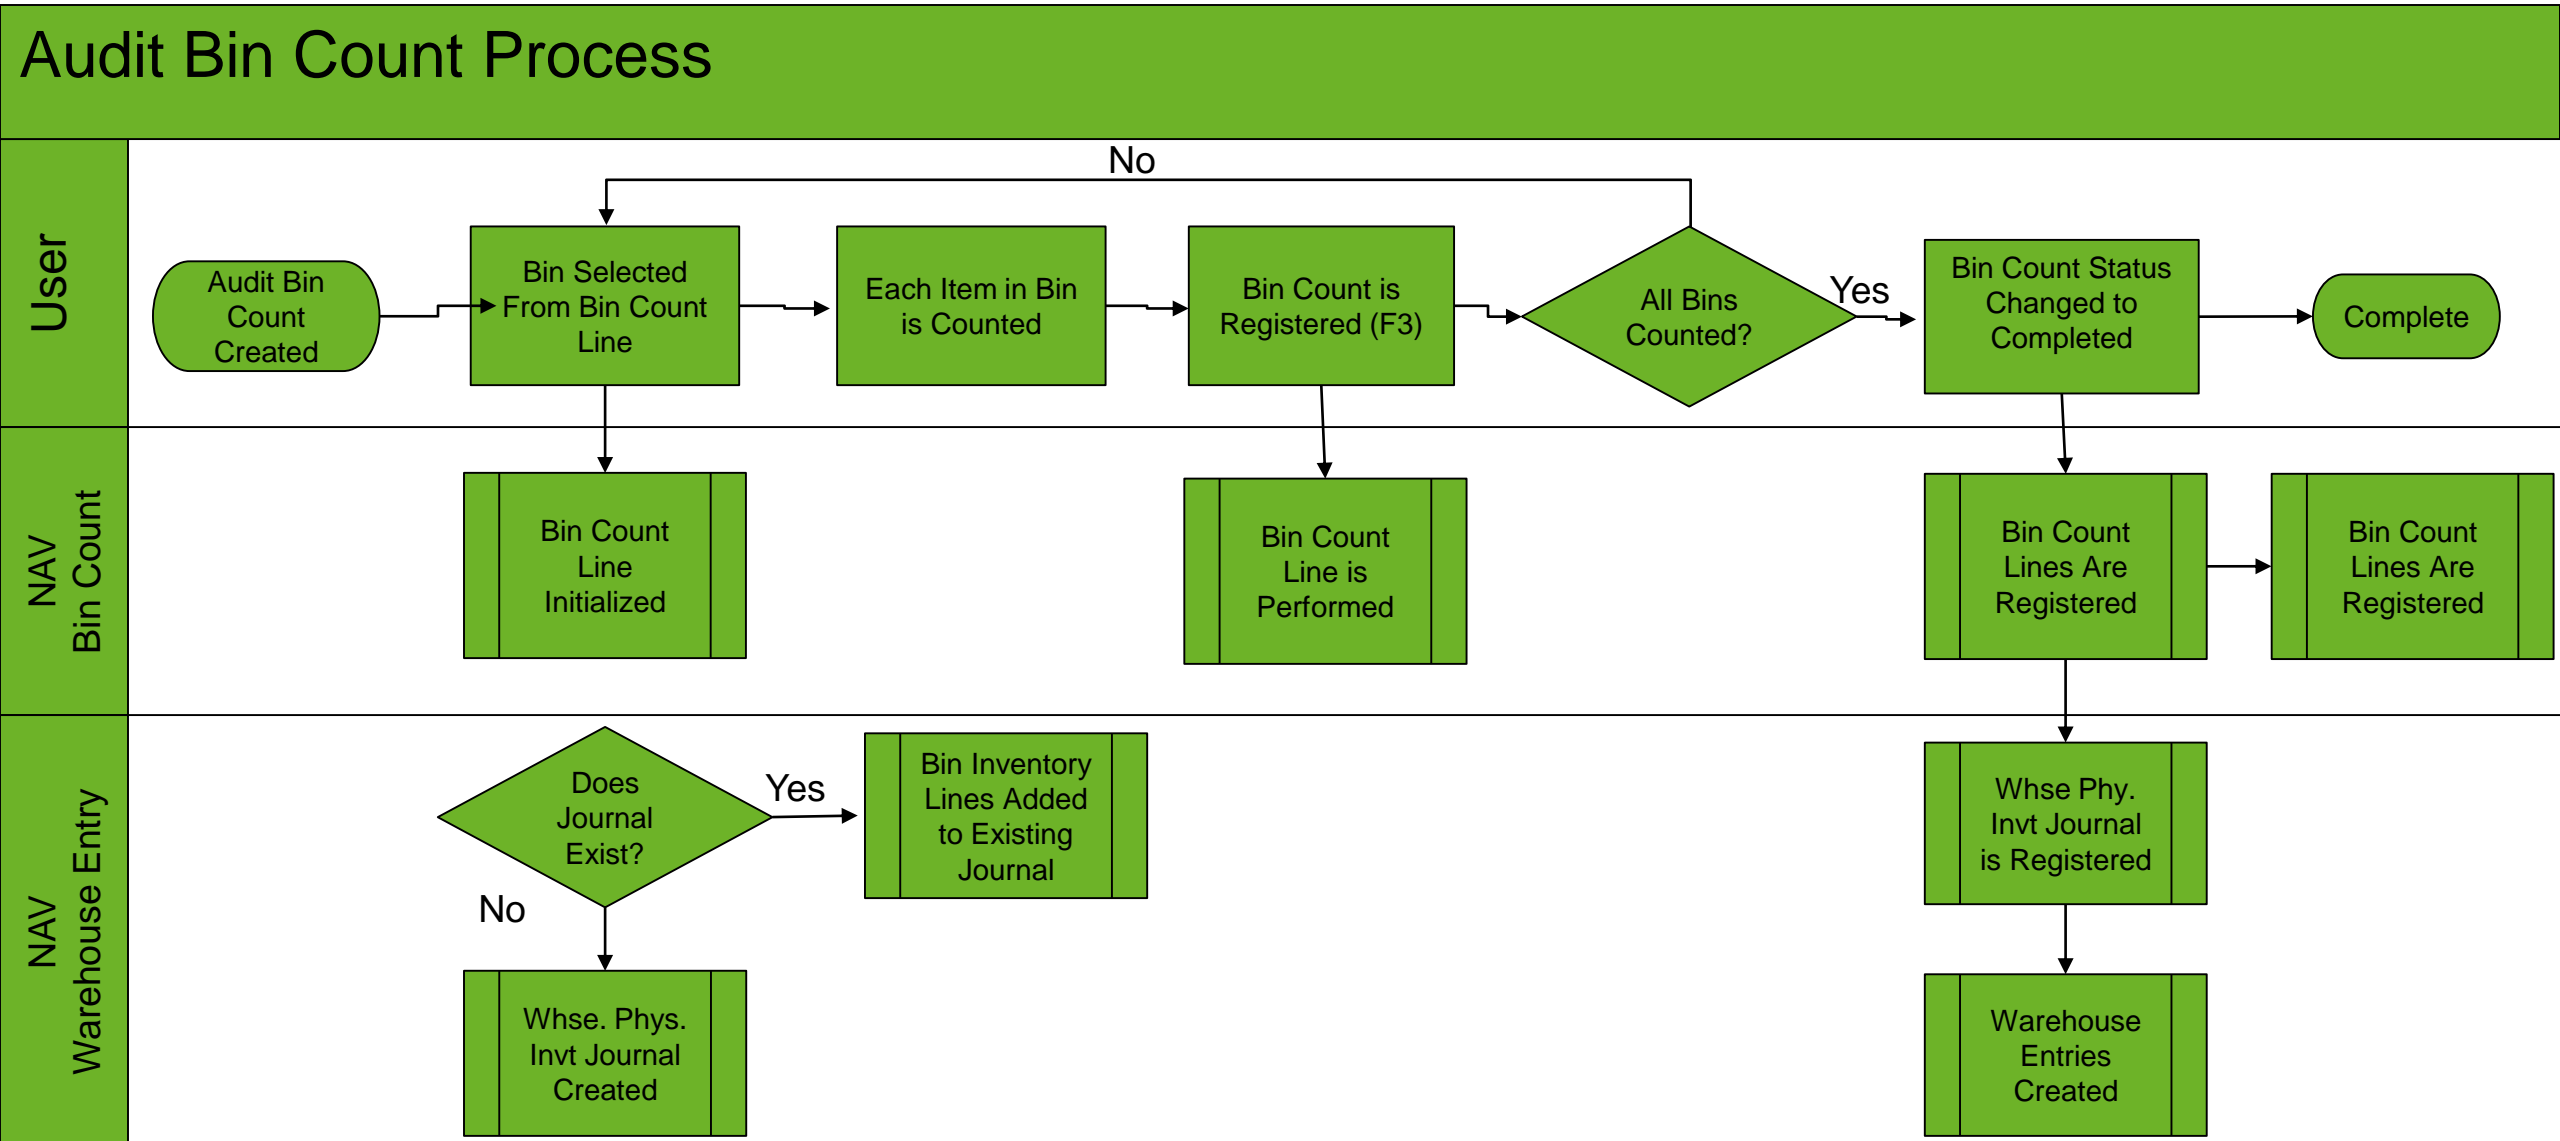 Audit Bin Count Process
User
No
Audit Bin
Count
Created
Bin Selected
From Bin Count
Line
Each Item in Bin
is Counted
Bin Count is
Registered (F3)
All Bins
Counted?
Yes
Bin Count Status
Changed to
Completed
Complete
NAV
Bin Count
Bin Count
Line
Initialized
Bin Count
Line is
Performed
Bin Count
Lines Are
Registered
Bin Count
Lines Are
Registered
NAV
Warehouse Entry
Does
Journal
Exist?
Yes
Bin Inventory
Lines Added
to Existing
Journal
No
Whse. Phys.
Invt Journal
Created
Whse Phy.
Invt Journal
is Registered
Warehouse
Entries
Created